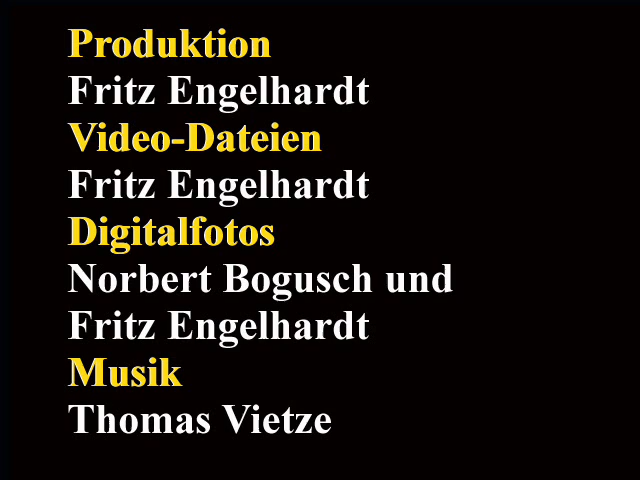 Produktion
Fritz Engelhardt
Video-Dateien
Fritz Engelhardt
Digitalfotos
Norbert Bogusch und
Fritz Engelhardt
Musik
Thomas Vietze